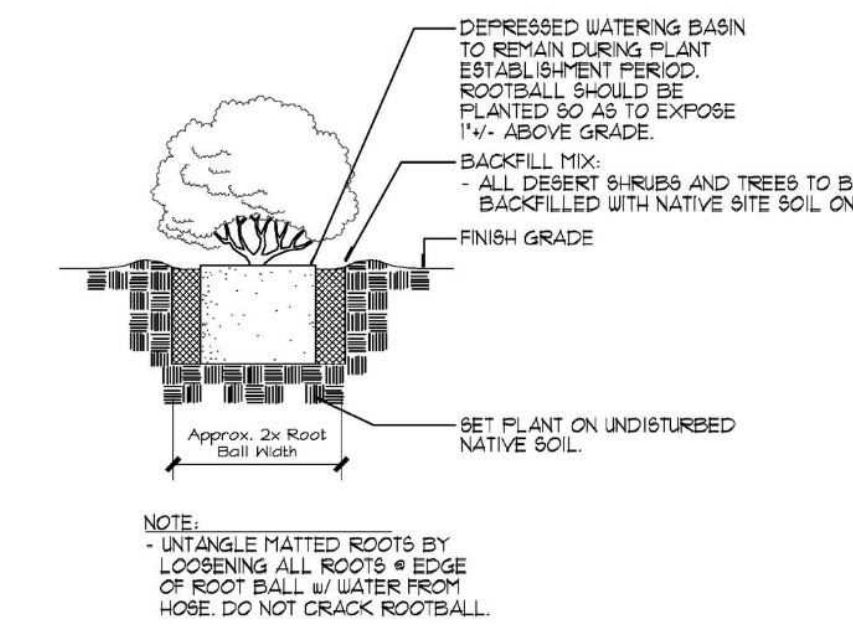 DEPRESSED WATERING BASIN
TO REMAIN DURING PLANT
ESTABLISHMENT PERIOD.
ROOTBALL SHOULD BE
PLANTED SO AS TO EXPOSE
1"+/- ABOVE GRADE.
BACKFILL MIX:
- ALL DESERT SHRUBS AND TREES TO B
BACKFILLED WITH NATIVE SITE SOIL ON
FINISH GRADE
SET PLANT ON UNDISTURBED
NATIVE SOIL.
Approx. 2x Root
Ball Width
NOTE:
- UNTANGLE MATTED ROOTS BY
LOOSENING ALL ROOTS @ EDGE
OF ROOT BALL w/ WATER FROM
HOSE. DO NOT CRACK ROOTBALL.